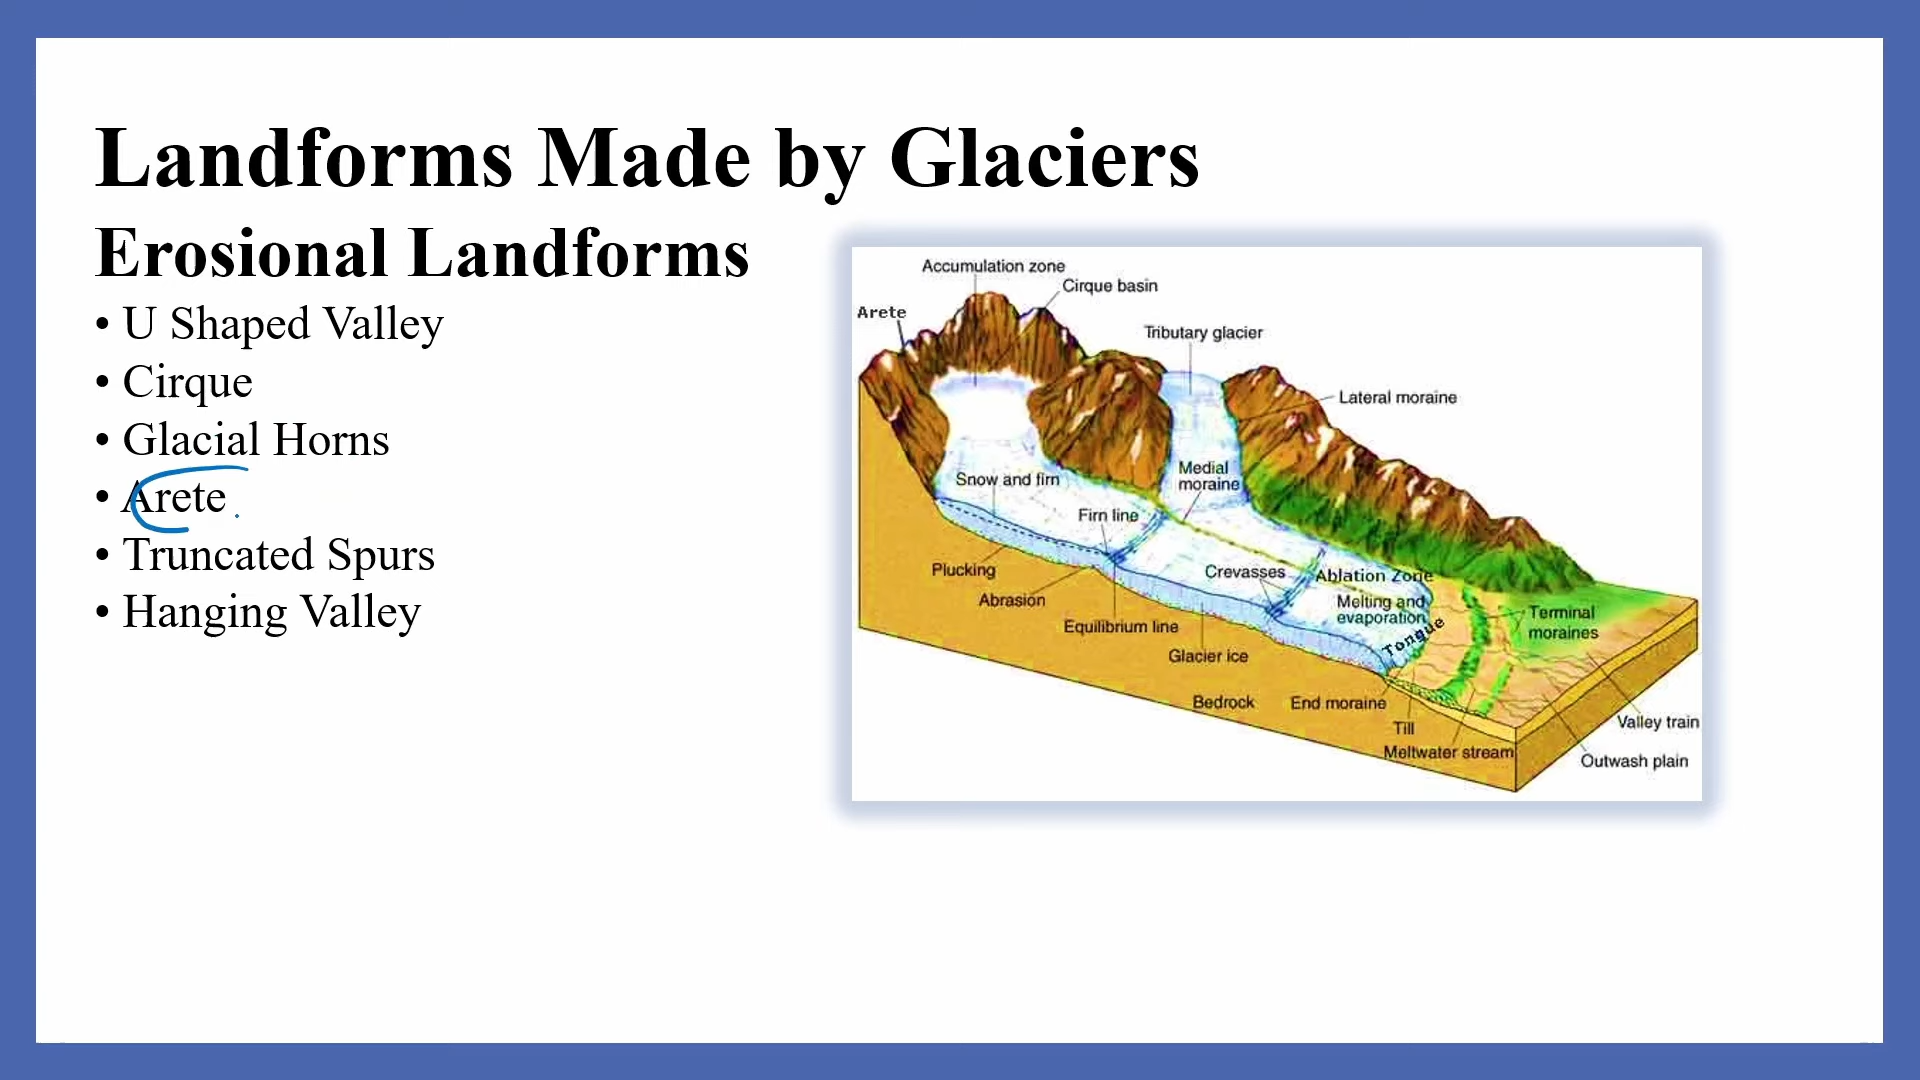 Landforms Made by Glaciers
Erosional Landforms
• U Shaped Valley
• Cirque
• Glacial Horns
• Arete
• Truncated Spurs
• Hanging Valley
Accumulation zone
Cirque basin
Arete
Tributary glacier
Lateral moraine
Medial
moraine
Snow and firn
Firn line
Plucking
Abrasion
Crevasses
Ablation Zone
Melting and
evaporation
Tongue
Terminal
moraines
Equilibrium line
Glacier ice
Bedrock
End moraine
Till
Meltwater stream
Valley train
Outwash plain